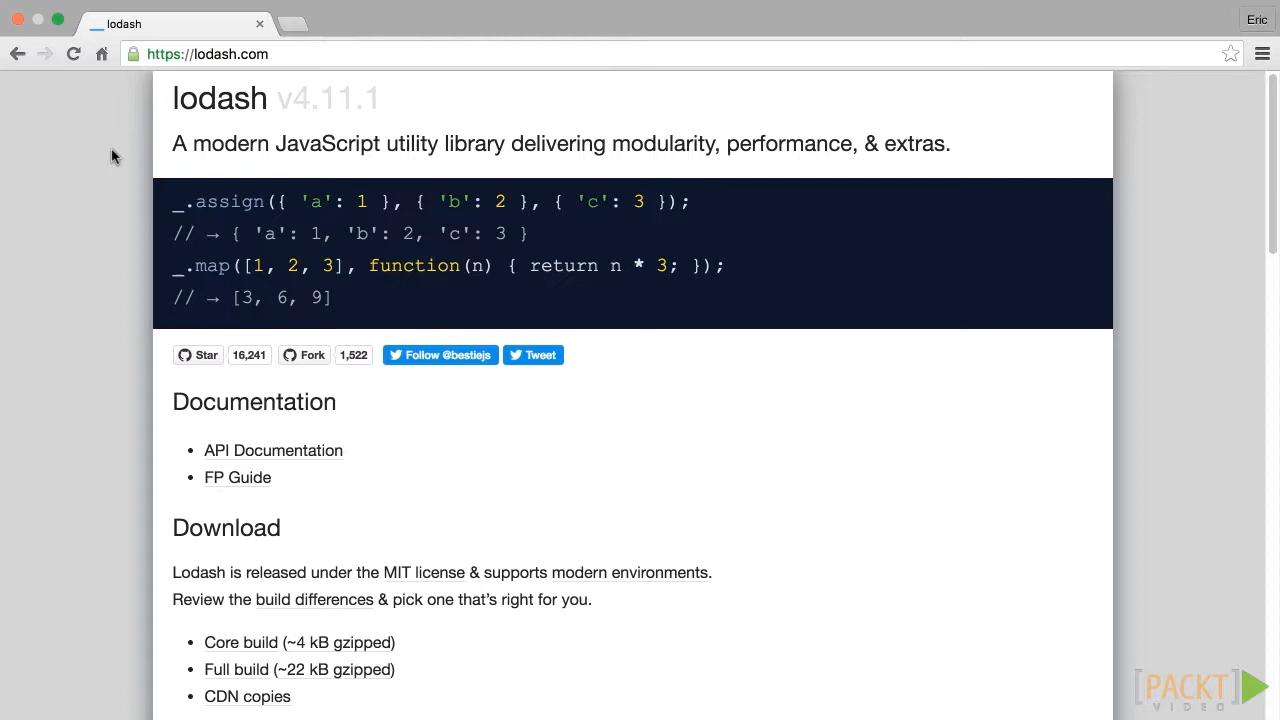 lodash
Eric
https://lodash.com
lodash v4.11.1
A modern JavaScript utility library delivering modularity, performance, & extras.
_.assign({ 'a': 1 }, { 'b': 2 }, { 'c': 3 });
// → { 'a': 1, 'b': 2, 'c': 3 }
_.map([1, 2, 3], function(n) { return n * 3; });
// → [3, 6, 9]
Star 16,241 Fork 1,522 Follow @bestiejs Tweet
Documentation
• API Documentation
• FP Guide
Download
Lodash is released under the MIT license & supports modern environments.
Review the build differences & pick one that’s right for you.
• Core build (~4 kB gzipped)
• Full build (~22 kB gzipped)
• CDN copies
[PACKT]
VIDEO